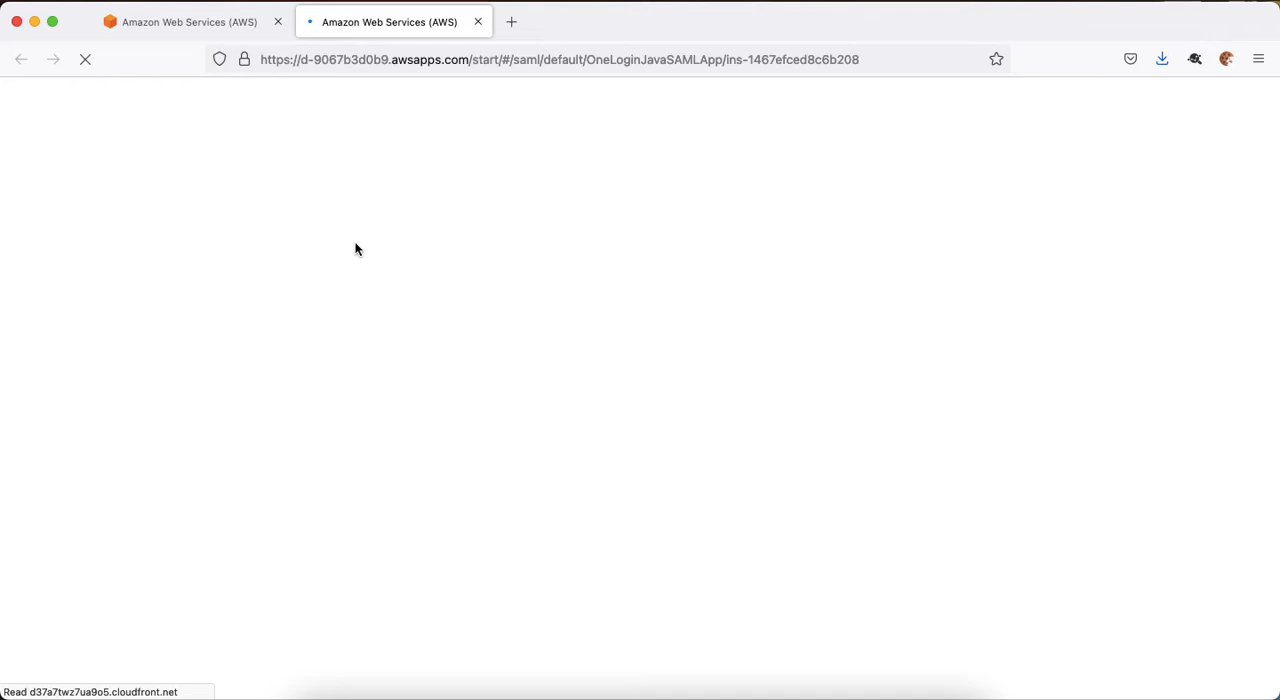 Amazon Web Services (AWS)
Amazon Web Services (AWS)
https://d-9067b3d0b9.awsapps.com/start/#/saml/default/OneLoginJavaSAMLApp/ins-1467efced8c6b208
Read d37a7twz7ua9o5.cloudfront.net